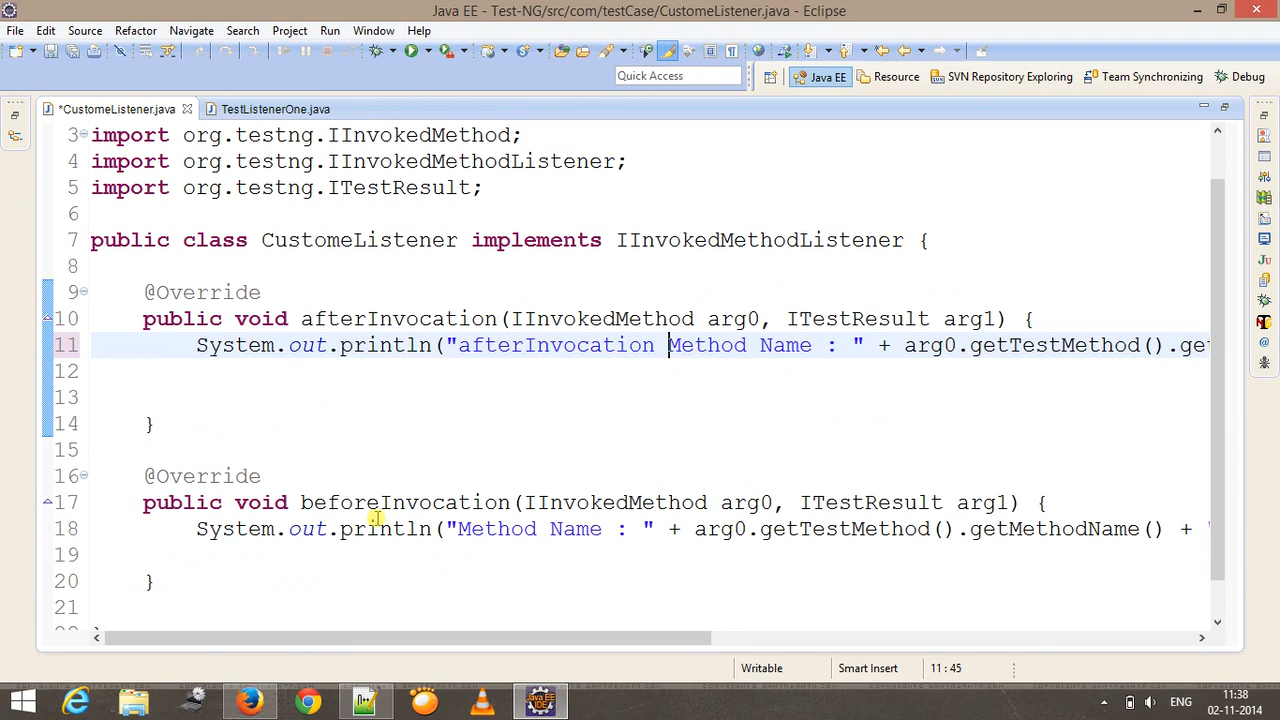 Java EE - Test-NG/src/com/testCase/CustomeListener.java - Eclipse
File Edit Source Refactor Navigate Search Project Run Window Help
Quick Access
Java EE
Resource
SVN Repository Exploring
Team Synchronizing
Debug
*CustomeListener.java
TestListenerOne.java
3 import org.testng.IInvokedMethod;
4 import org.testng.IInvokedMethodListener;
5 import org.testng.ITestResult;
6
7 public class CustomeListener implements IInvokedMethodListener {
8
9 @Override
10 public void afterInvocation(IInvokedMethod arg0, ITestResult arg1) {
11 System.out.println("afterInvocation Method Name : " + arg0.getTestMethod().get
12
13
14 }
15
16 @Override
17 public void beforeInvocation(IInvokedMethod arg0, ITestResult arg1) {
18 System.out.println("Method Name : " + arg0.getTestMethod().getMethodName() + "
19
20 }
21
Writable
Smart Insert
11 : 45
ENG
11:38
02-11-2014